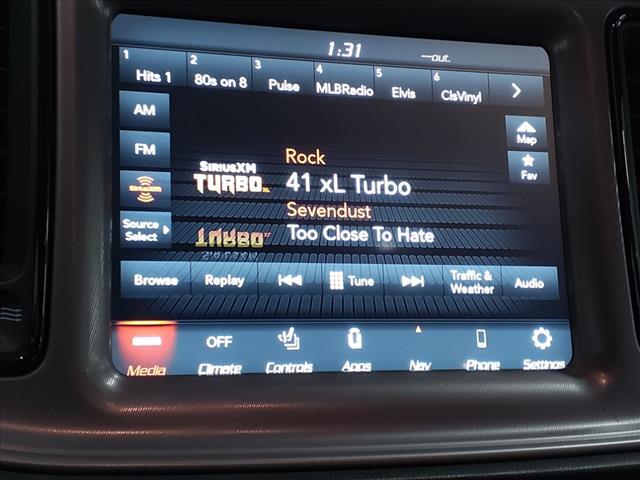 1:31 --out.
1 Hits 1 2 80s on 8 3 Pulse 4 MLBRadio 5 Elvis 6 ClsVinyl
AM
FM
SiriusXM
Source Select
Map
Fav
SiriusXM
TURBO XL
Rock
41 xL Turbo
Sevendust
Too Close To Hate
Browse Replay Tune Traffic & Weather Audio
OFF
Media Climate Controls Apps Nav Phone Settings